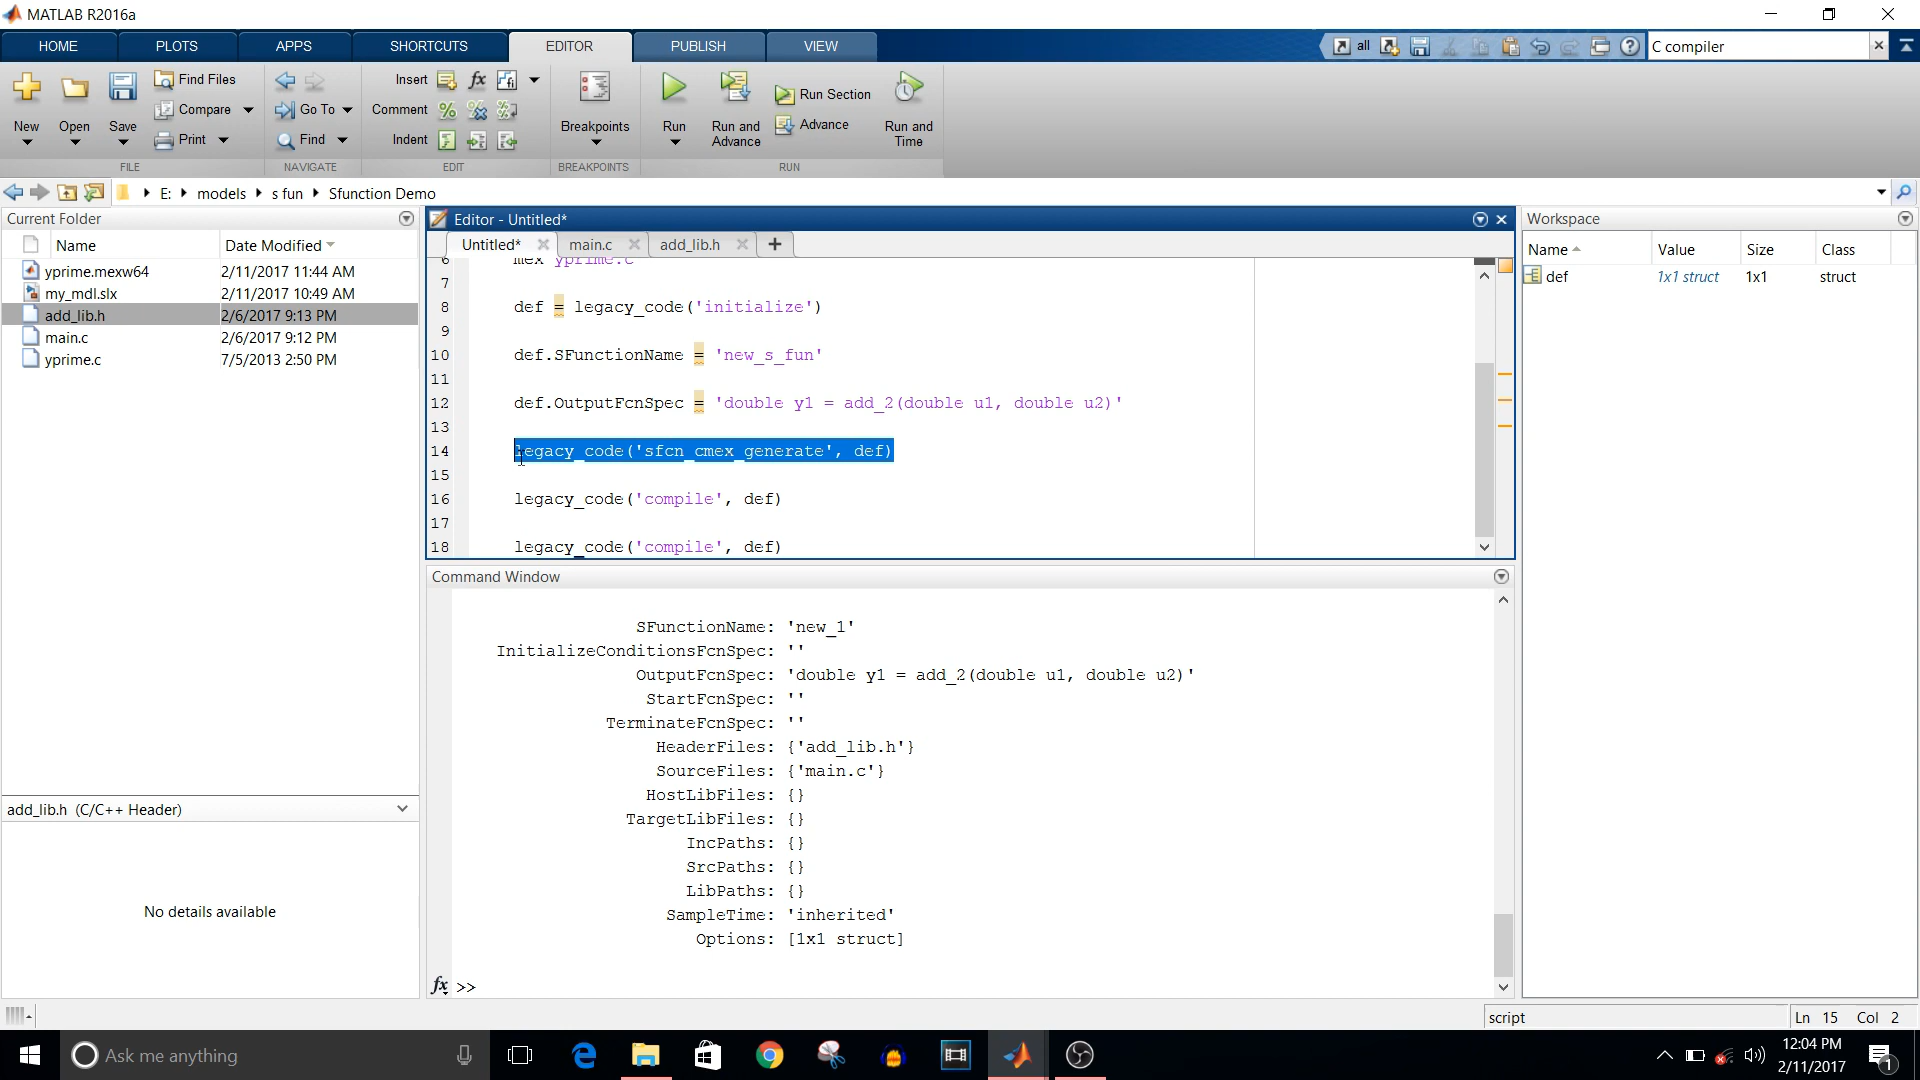 MATLAB R2016a
HOME PLOTS APPS SHORTCUTS EDITOR PUBLISH VIEW
all
C compiler
New
Open
Save
Find Files
Compare
Print
FILE
Go To
Find
NAVIGATE
Insert
Comment
Indent
EDIT
Breakpoints
BREAKPOINTS
Run
Run and Advance
Run Section
Advance
Run and Time
RUN
E: models s fun Sfunction Demo
Current Folder
Name Date Modified
yprime.mexw64 2/11/2017 11:44 AM
my_mdl.slx 2/11/2017 10:49 AM
add_lib.h 2/6/2017 9:13 PM
main.c 2/6/2017 9:12 PM
yprime.c 7/5/2013 2:50 PM
add_lib.h (C/C++ Header)
No details available
Editor - Untitled*
Untitled* main.c add_lib.h
6 mex yprime.c
7
8 def = legacy_code('initialize')
9
10 def.SFunctionName = 'new_s_fun'
11
12 def.OutputFcnSpec = 'double y1 = add_2(double u1, double u2)'
13
14 legacy_code('sfcn_cmex_generate', def)
15
16 legacy_code('compile', def)
17
18 legacy_code('compile', def)
Command Window
SFunctionName: 'new_1'
InitializeConditionsFcnSpec: ''
OutputFcnSpec: 'double y1 = add_2(double u1, double u2)'
StartFcnSpec: ''
TerminateFcnSpec: ''
HeaderFiles: {'add_lib.h'}
SourceFiles: {'main.c'}
HostLibFiles: {}
TargetLibFiles: {}
IncPaths: {}
SrcPaths: {}
LibPaths: {}
SampleTime: 'inherited'
Options: [1x1 struct]
fx >>
Workspace
Name Value Size Class
def 1x1 struct 1x1 struct
script Ln 15 Col 2
Ask me anything
12:04 PM
2/11/2017
1